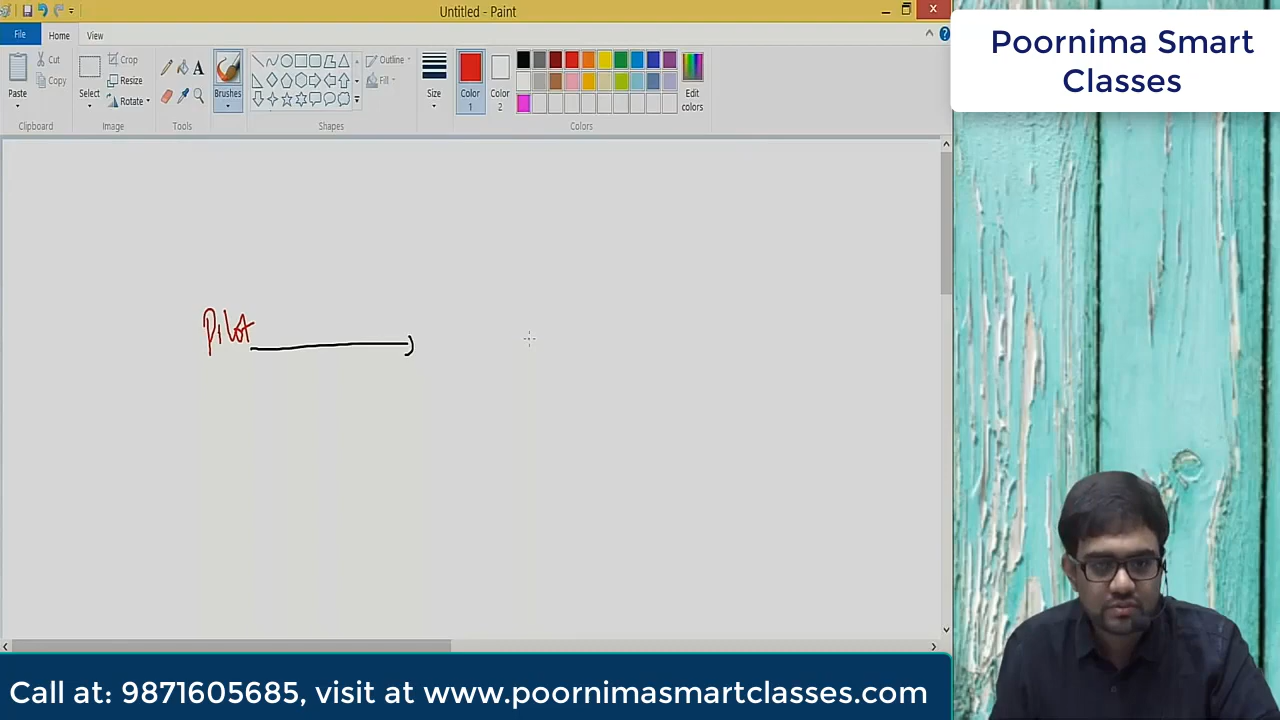 Untitled - Paint
File
Home
View
Paste
Cut
Copy
Clipboard
Select
Crop
Resize
Rotate
Image
A
Tools
Brushes
Outline
Fill
Shapes
Size
Color 1
Color 2
Edit colors
Colors
Poornima Smart
Classes
Pilot
Call at: 9871605685, visit at www.poornimasmartclasses.com